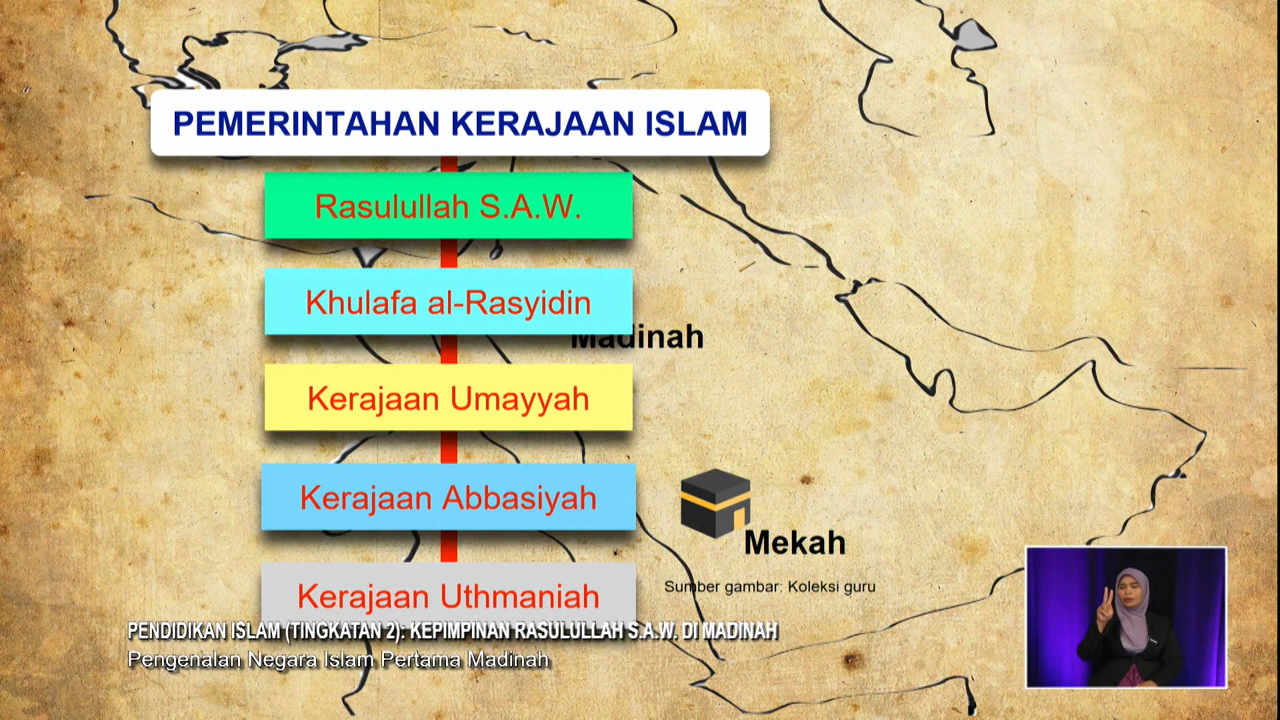 PEMERINTAHAN KERAJAAN ISLAM
Rasulullah S.A.W.
Khulafa al-Rasyidin
Madinah
Kerajaan Umayyah
Kerajaan Abbasiyah
Mekah
Sumber gambar: Koleksi guru
Kerajaan Uthmaniah
PENDIDIKAN ISLAM (TINGKATAN 2): KEPIMPINAN RASULULLAH S.A.W. DI MADINAH
Pengenalan Negara Islam Pertama Madinah